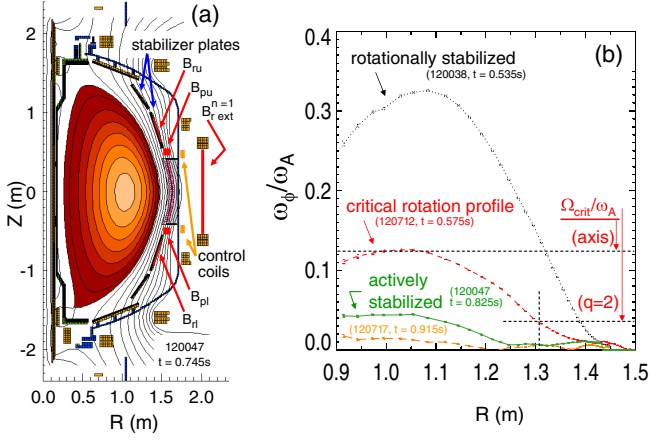 (a)
stabilizer plates
B_ru
B_pu
B_r ext^n = 1
2
1
0
-1
-2
Z (m)
control
coils
B_pl
B_rl
120047
t = 0.745s
0.0 0.5 1.0 1.5 2.0
R (m)
(b)
0.4
0.3
0.2
0.1
0.0
ω_ϕ/ω_A
rotationally stabilized
(120038, t = 0.535s)
critical rotation profile
(120712, t = 0.575s)
Ω_crit/ω_A
(axis)
actively
stabilized
(120047
t = 0.825s)
(q=2)
(120717, t = 0.915s)
0.9 1.0 1.1 1.2 1.3 1.4 1.5
R (m)